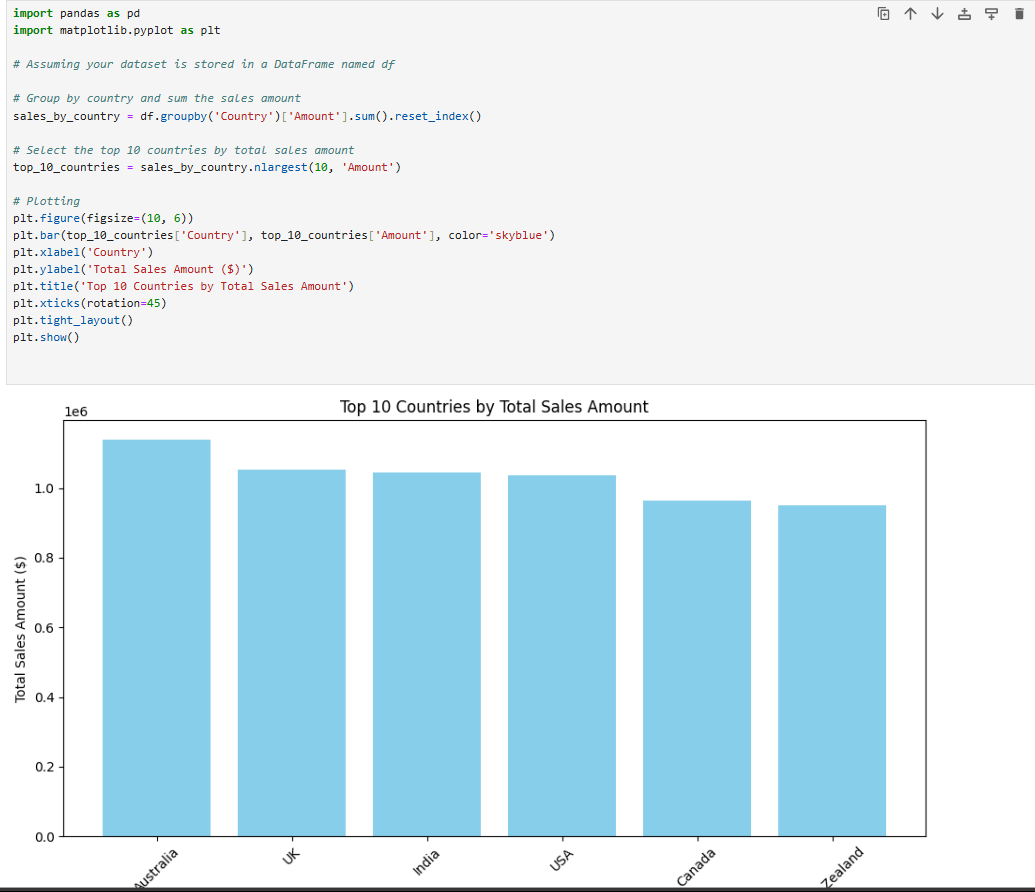 import pandas as pd
import matplotlib.pyplot as plt
# Assuming your dataset is stored in a DataFrame named df
# Group by country and sum the sales amount
sales_by_country = df.groupby('Country')['Amount'].sum().reset_index()
# Select the top 10 countries by total sales amount
top_10_countries = sales_by_country.nlargest(10, 'Amount')
# Plotting
plt.figure(figsize=(10, 6))
plt.bar(top_10_countries['Country'], top_10_countries['Amount'], color='skyblue')
plt.xlabel('Country')
plt.ylabel('Total Sales Amount ($)')
plt.title('Top 10 Countries by Total Sales Amount')
plt.xticks(rotation=45)
plt.tight_layout()
plt.show()
Top 10 Countries by Total Sales Amount
1e6
1.0
0.8
0.6
0.4
0.2
0.0
Total Sales Amount ($)
Australia
UK
India
USA
Canada
Zealand